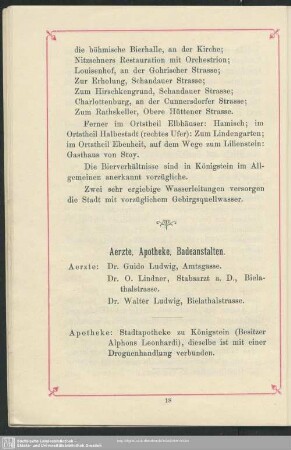 die böhmische Bierhalle, an der Kirche;
Nitzschners Restauration mit Orchestrion;
Louisenhof, an der Gohrischer Strasse;
Zur Erholung, Schandauer Strasse;
Zum Hirschkengrund, Schandauer Strasse;
Charlottenburg, an der Cunnersdorfer Strasse;
Zum Rathskeller, Obere Hüttener Strasse.
Ferner im Ortstheil Elbhäuser: Hamisch; im
Ortstheil Halbestadt (rechtes Ufer): Zum Lindengarten;
im Ortstheil Ebenheit, auf dem Wege zum Lilienstein:
Gasthaus von Stoy.
Die Bierverhältnisse sind in Königstein im All-
gemeinen anerkannt vorzügliche.
Zwei sehr ergiebige Wasserleitungen versorgen
die Stadt mit vorzüglichem Gebirgsquellwasser.
Aerzte, Apotheke, Badeanstalten.
Aerzte: Dr. Guido Ludwig, Amtsgasse.
Dr. O. Lindner, Stabsarzt a. D., Biela-
thalstrasse.
Dr. Walter Ludwig, Bielathalstrasse.
Apotheke: Stadtapotheke zu Königstein (Besitzer
Alphons Leonhardi), dieselbe ist mit einer
Droguenhandlung verbunden.
18